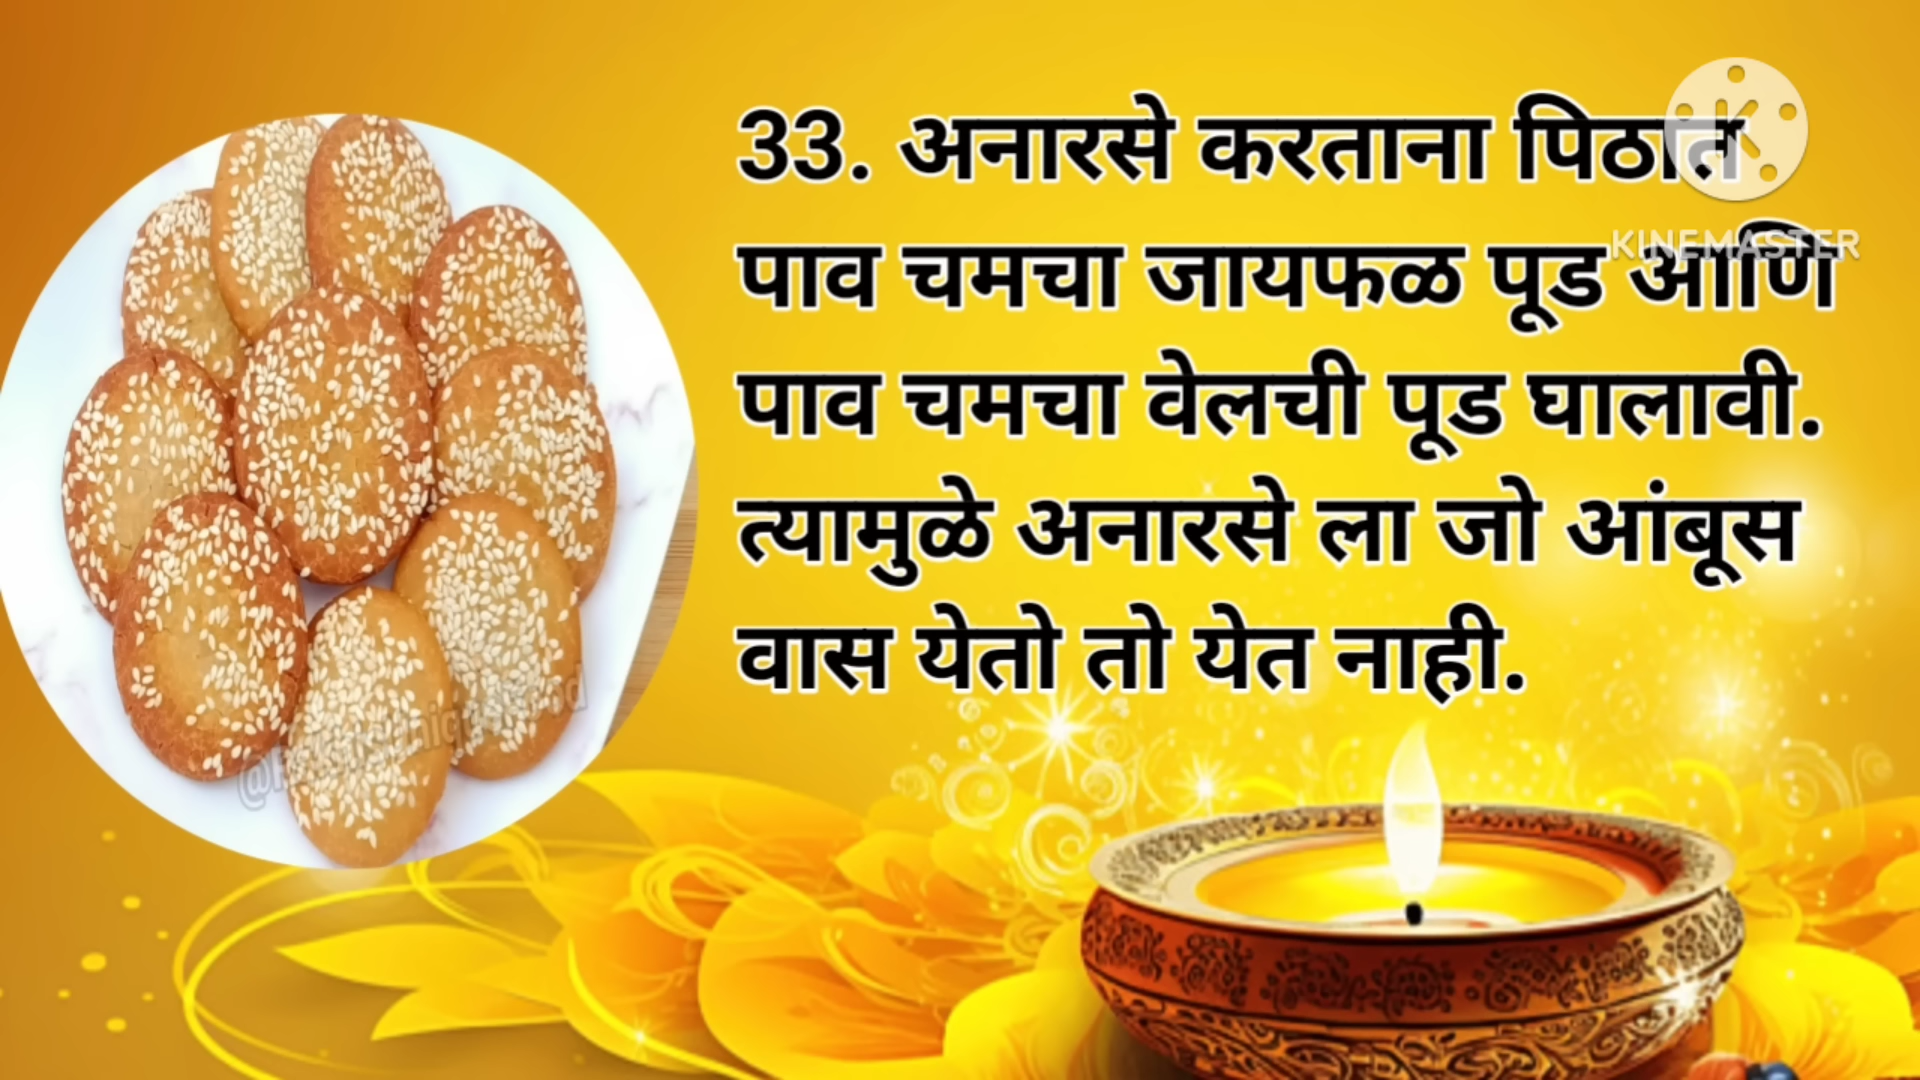 33. अनारसे करताना पिठात
पाव चमचा जायफळ पूड आणि
पाव चमचा वेलची पूड घालावी.
त्यामुळे अनारसे ला जो आंबूस
वास येतो तो येत नाही.
KINEMASTER